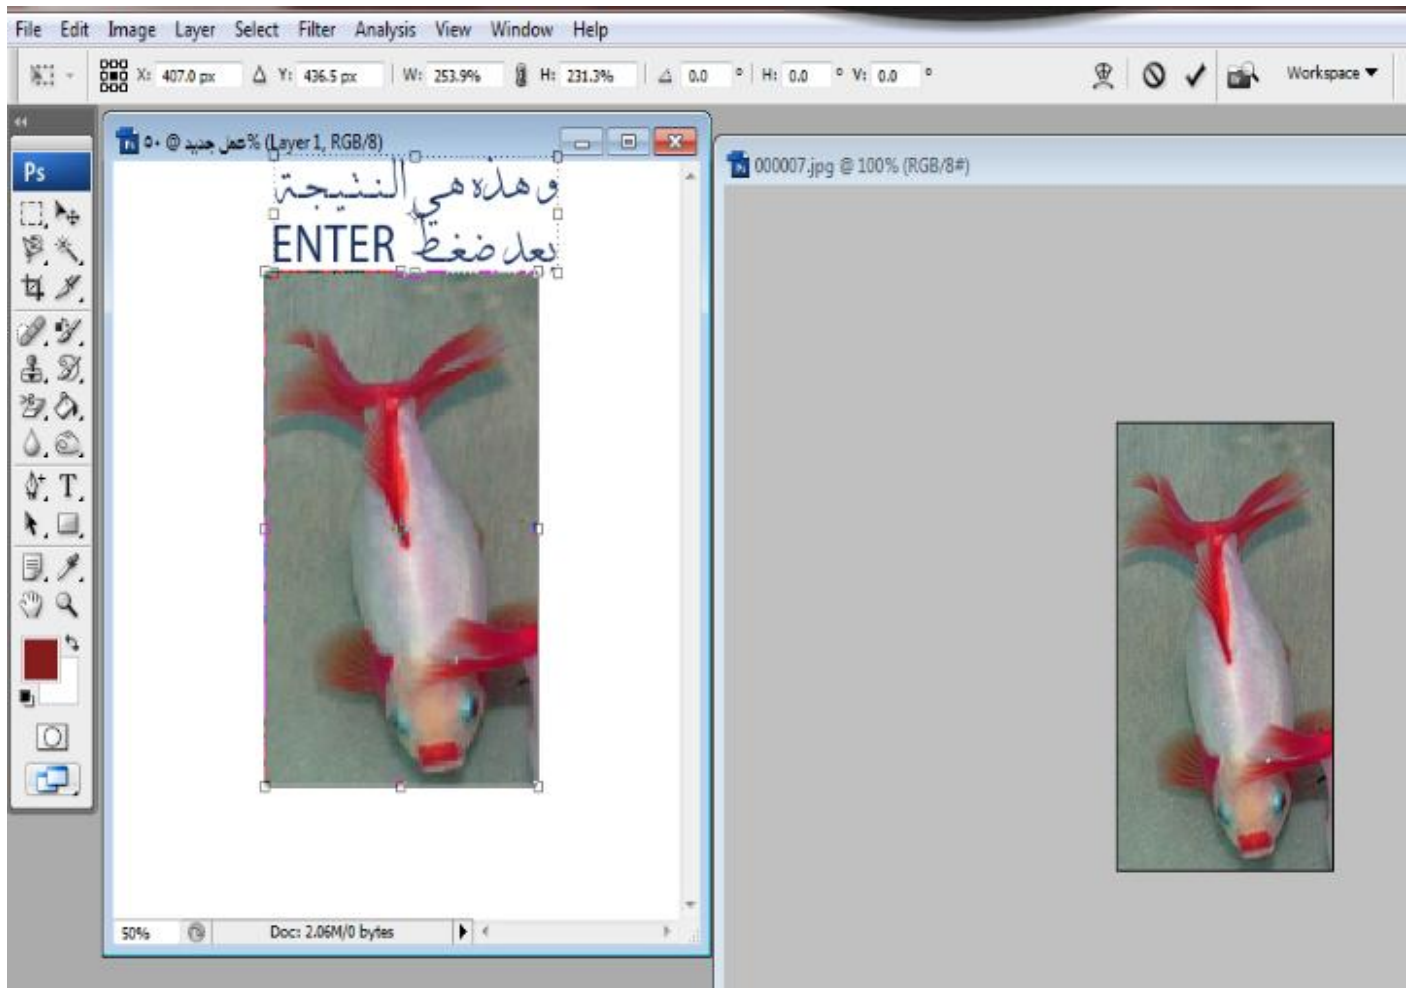 File Edit Image Layer Select Filter Analysis View Window Help
X: 407.0 px Y: 436.5 px W: 253.9% H: 231.3% 0.0 ° H: 0.0 ° V: 0.0 ° Workspace
عمل جديد @ ٥٠% (Layer 1, RGB/8)
000007.jpg @ 100% (RGB/8#)
Ps
و هذه هي النتيجة
بعد ضغط ENTER
T
50% Doc: 2.06M/0 bytes